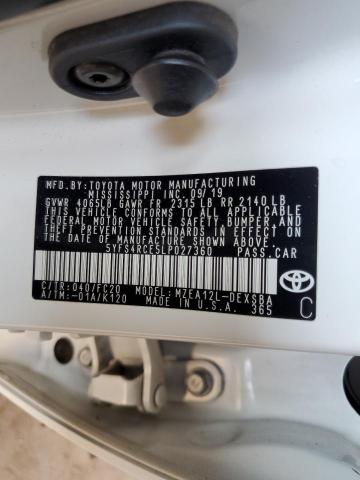 MFD.BY:TOYOTA MOTOR MANUFACTURING
MISSISSIPPI INC. 09/19
GVWR 4065LB GAWR FR 2315 LB RR 2140LB
THIS VEHICLE CONFORMS TO ALL APPLICABLE
FEDERAL MOTOR VEHICLE SAFETY, BUMPER, AND
THEFT PREVENTION STANDARDS IN EFFECT ON
THE DATE OF MANUFACTURE SHOWN ABOVE.
5YFS4RCE5LP027360 PASS.CAR
C/TR:040/FC20 MODEL:MZEA12L-DEXSBA
A/TM:-01A/K120 MADE IN U.S.A. 365
TOYOTA
C